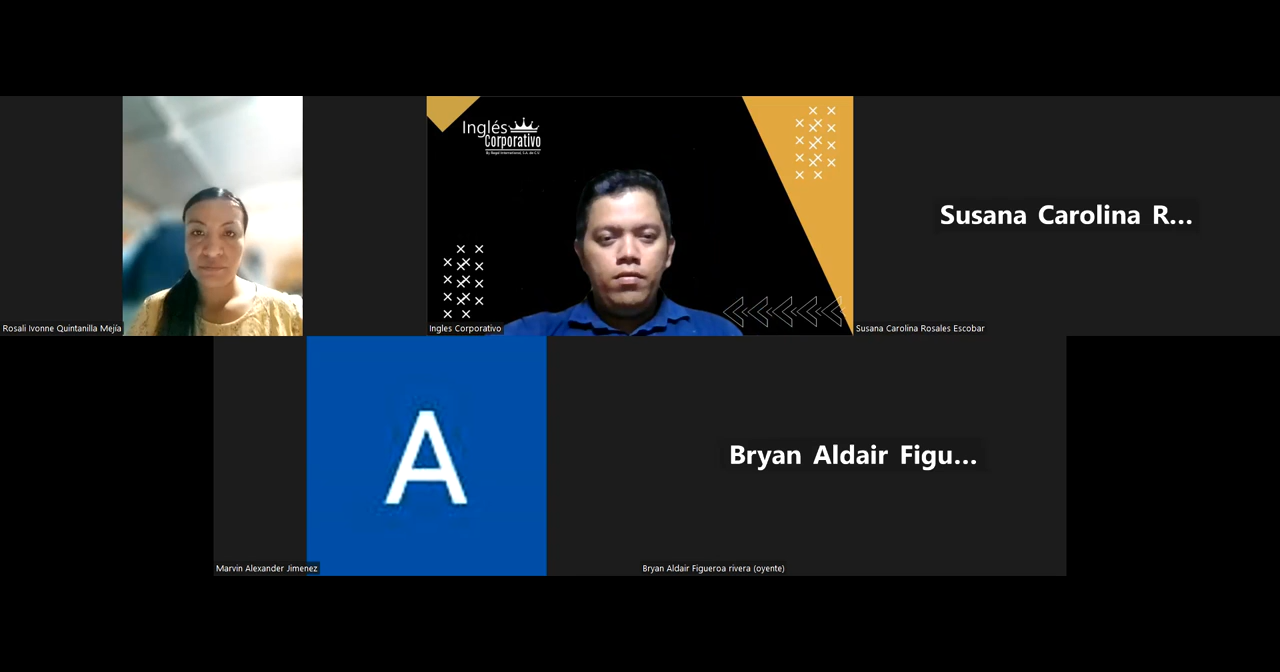 Inglés
Corporativo
Susana Carolina R...
Rosali Ivonne Quintanilla Mejía
Ingles Corporativo
Susana Carolina Rosales Escobar
A
Bryan Aldair Figu...
Marvin Alexander Jimenez
Bryan Aldair Figueroa rivera (oyente)